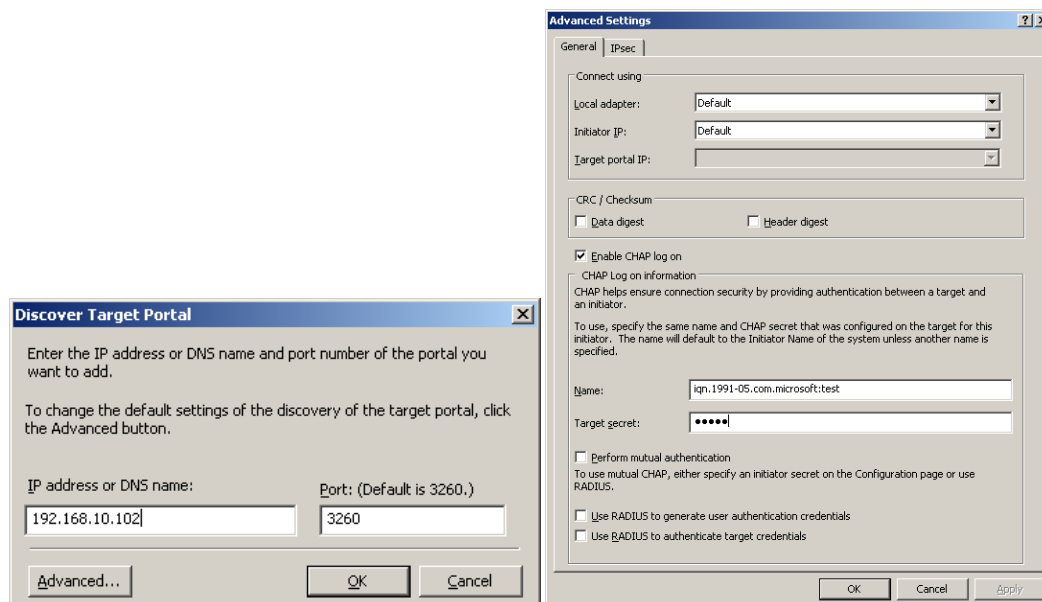 Discover Target Portal
Enter the IP address or DNS name and port number of the portal you
want to add.
To change the default settings of the discovery of the target portal, click
the Advanced button.
IP address or DNS name:
Port: (Default is 3260.)
192.168.10.102
3260
Advanced...
OK
Cancel
Advanced Settings
General
IPsec
Connect using
Local adapter:
Default
Initiator IP:
Default
Target portal IP:
CRC / Checksum
Data digest
Header digest
Enable CHAP log on
CHAP Log on information
CHAP helps ensure connection security by providing authentication between a target and
an initiator.
To use, specify the same name and CHAP secret that was configured on the target for this
initiator. The name will default to the Initiator Name of the system unless another name is
specified.
Name:
iqn.1991-05.com.microsoft:test
Target secret:
●●●●●
Perform mutual authentication
To use mutual CHAP, either specify an initiator secret on the Configuration page or use
RADIUS.
Use RADIUS to generate user authentication credentials
Use RADIUS to authenticate target credentials
OK
Cancel
Apply